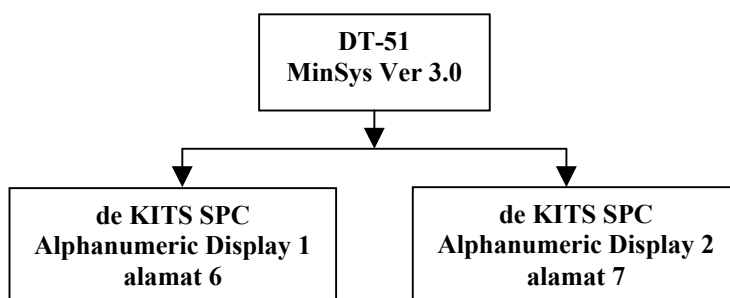 DT-51
MinSys Ver 3.0
de KITS SPC
Alphanumeric Display 1
alamat 6
de KITS SPC
Alphanumeric Display 2
alamat 7